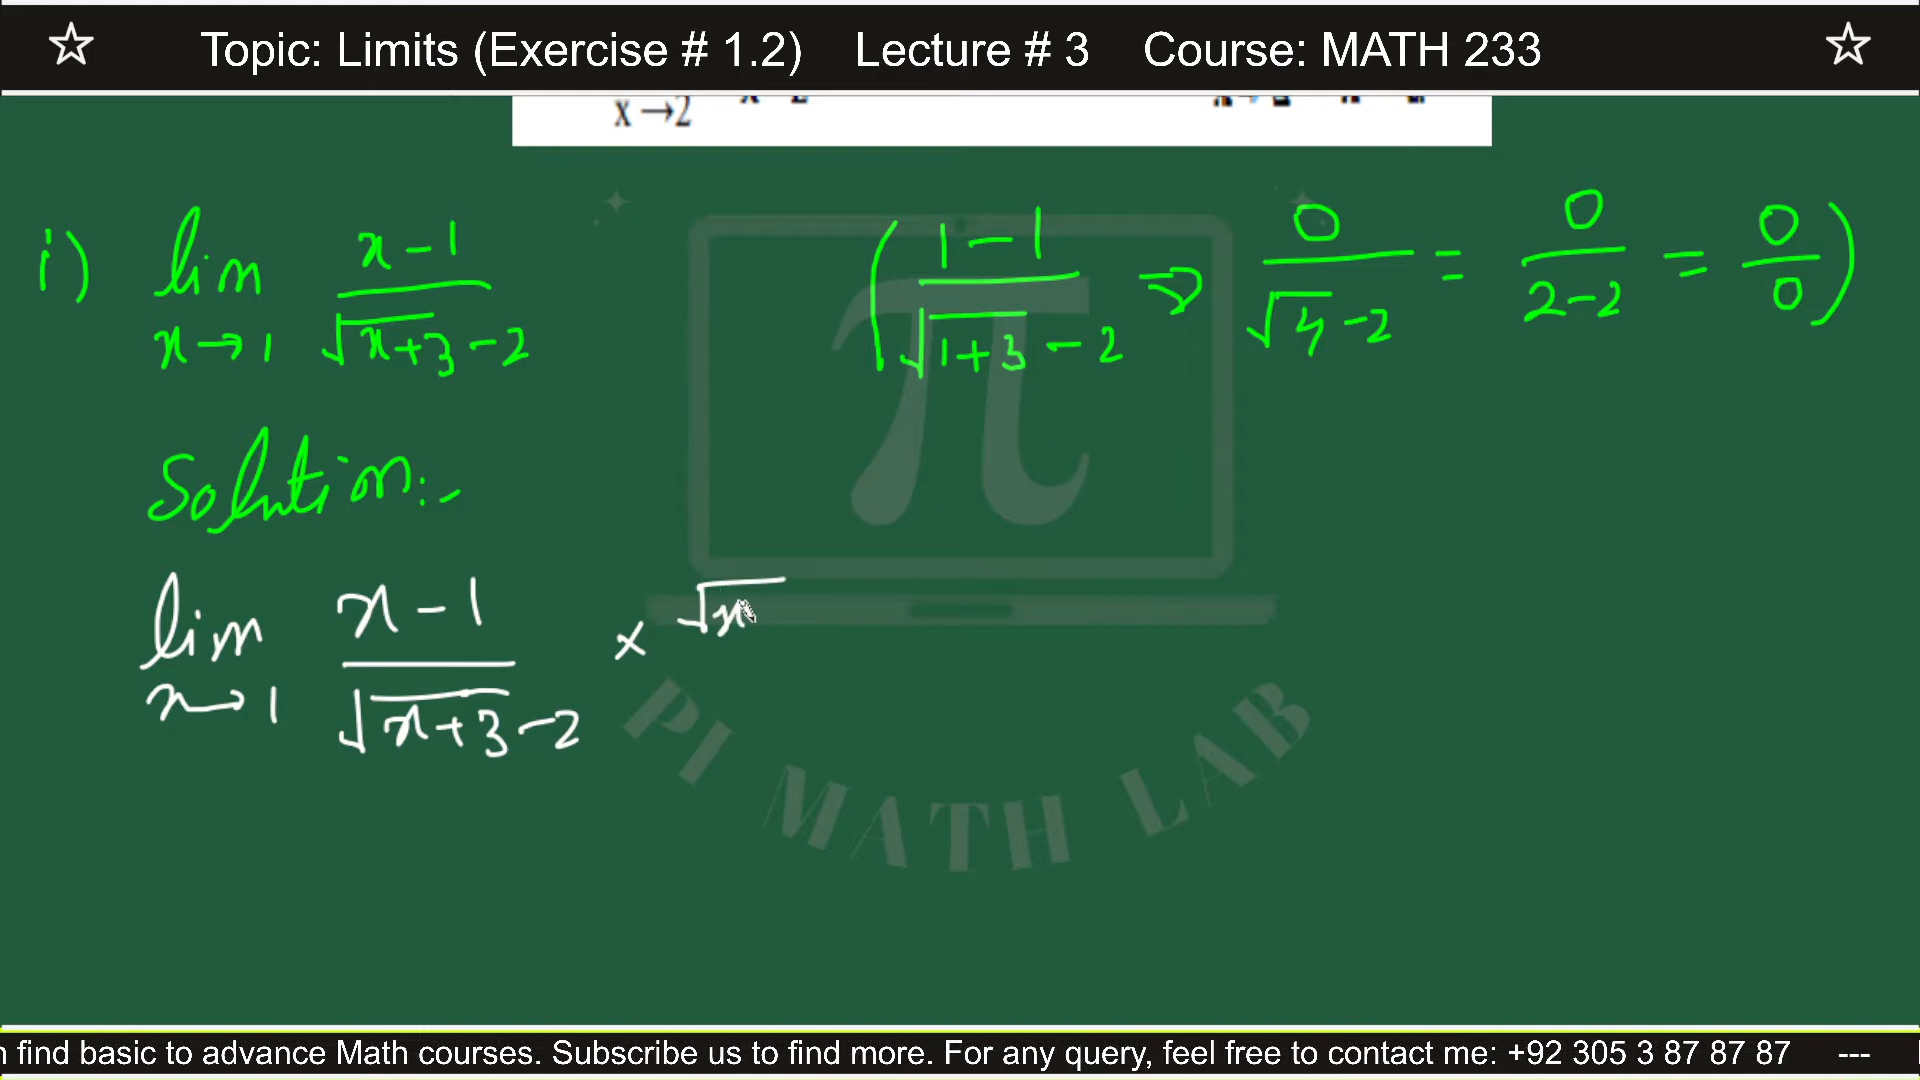 ☆ Topic: Limits (Exercise # 1.2) Lecture # 3 Course: MATH 233 ☆
x→2
i) lim x→1 (x-1)/(√(x+3)-2) ((1-1)/(√(1+3)-2) ⇒ 0/(√4-2) = 0/(2-2) = 0/0)
Solution:-
lim x→1 (x-1)/(√(x+3)-2) × √x
PI MATH LAB
find basic to advance Math courses. Subscribe us to find more. For any query, feel free to contact me: +92 305 3 87 87 87 ---